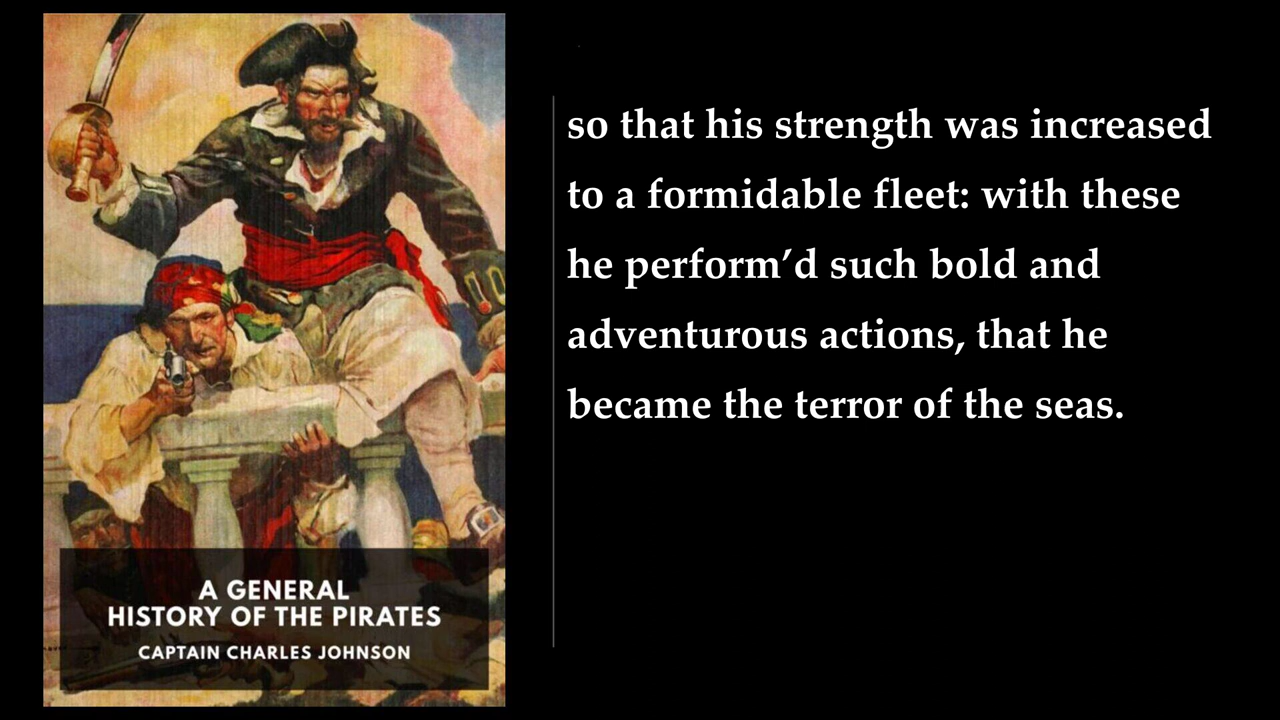 so that his strength was increased
to a formidable fleet: with these
he perform’d such bold and
adventurous actions, that he
became the terror of the seas.
A GENERAL
HISTORY OF THE PIRATES
CAPTAIN CHARLES JOHNSON